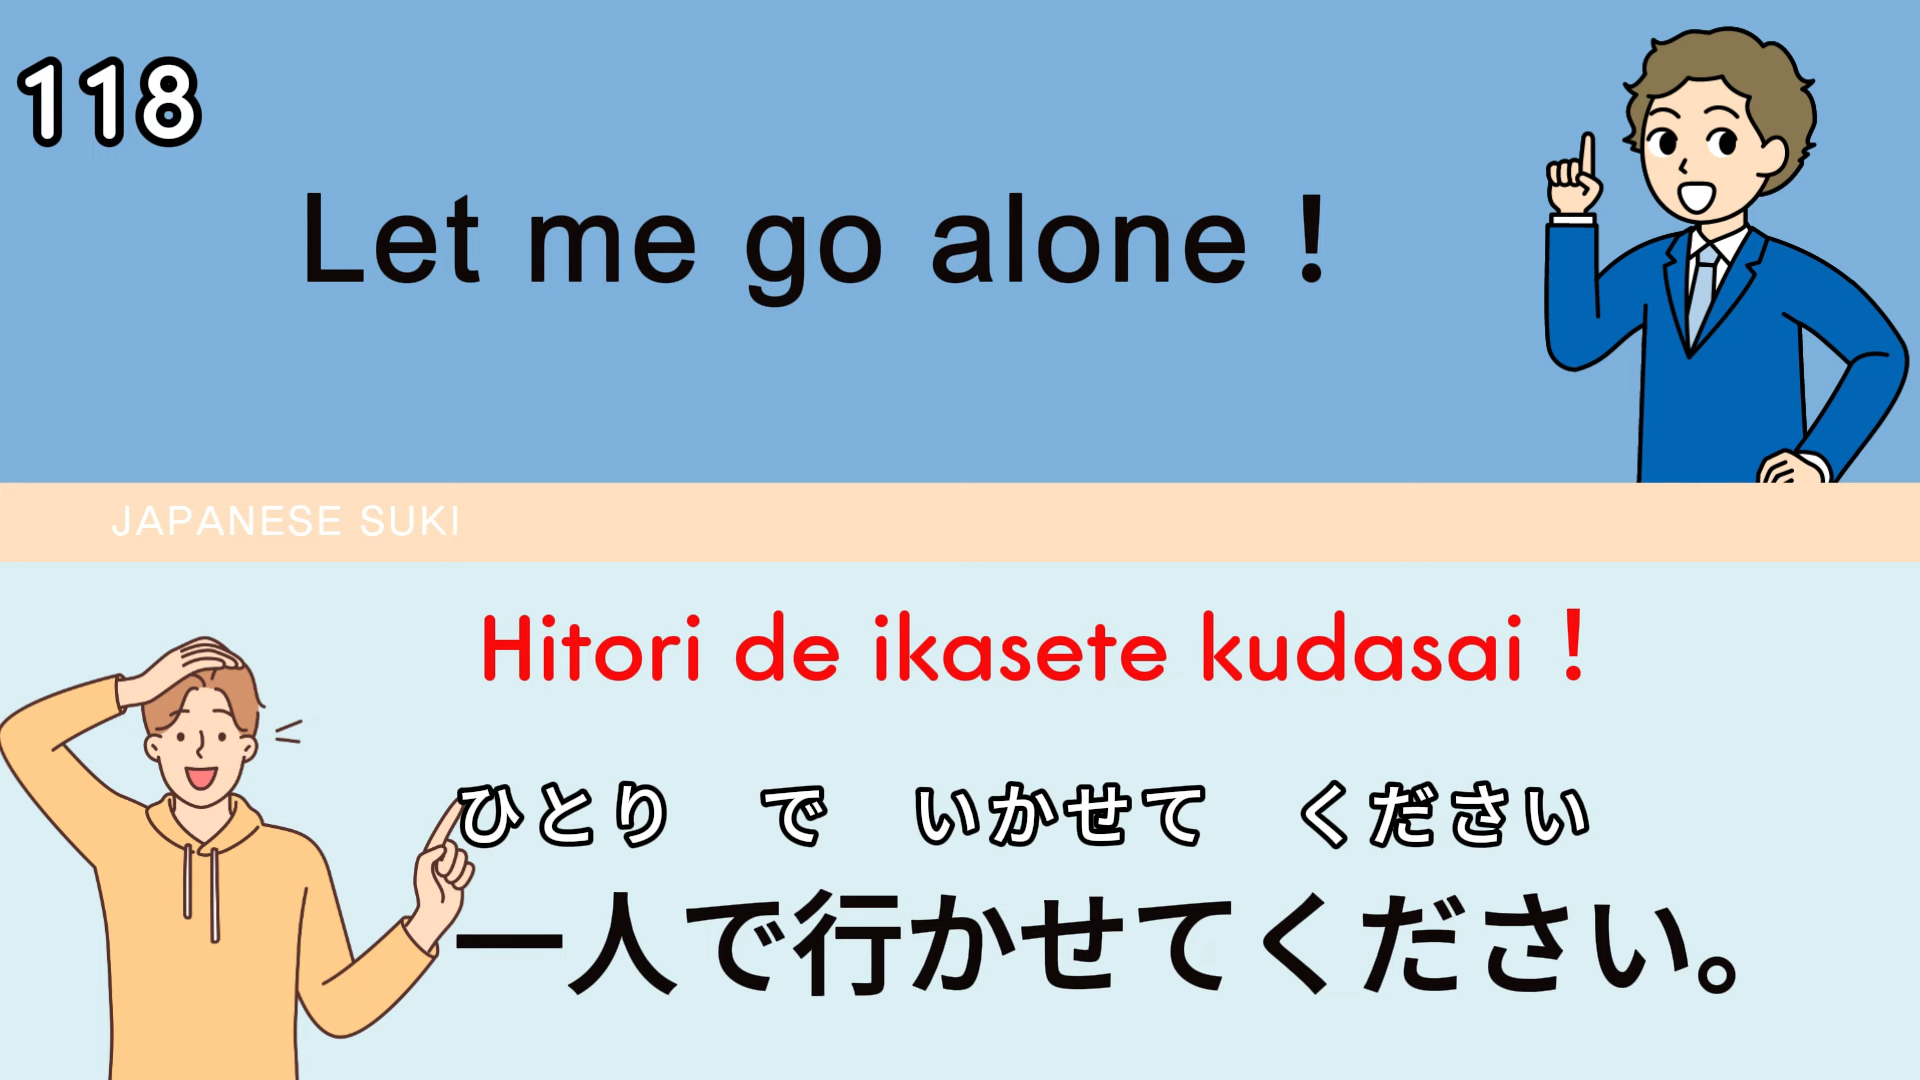 118
Let me go alone !
JAPANESE SUKI
Hitori de ikasete kudasai !
ひとり で いかせて ください
一人で行かせてください。